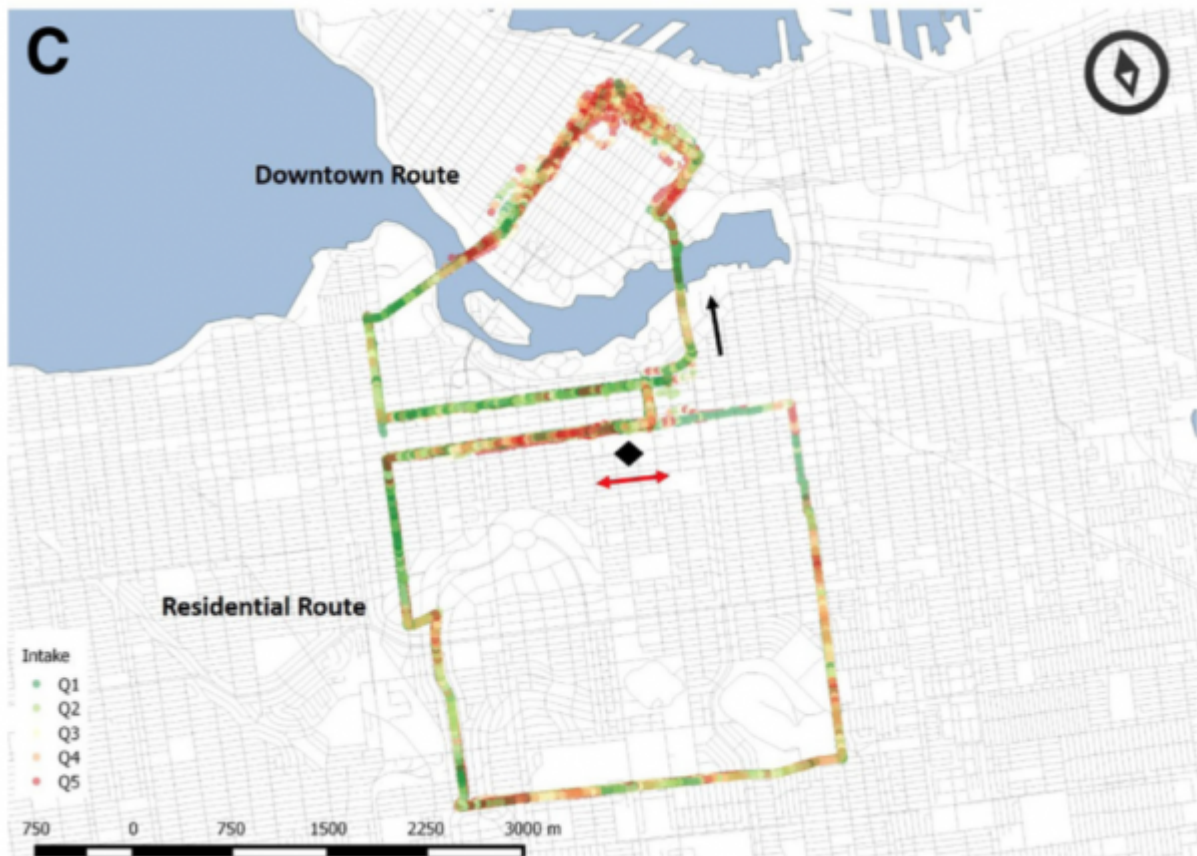 C
Downtown Route
Residential Route
Intake
Q1
Q2
Q3
Q4
Q5
750 0 750 1500 2250 3000 m